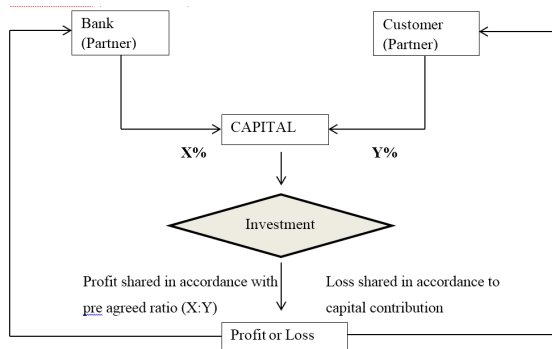 Bank
(Partner)
Customer
(Partner)
CAPITAL
X%
Y%
Investment
Profit shared in accordance with
pre agreed ratio (X:Y)
Loss shared in accordance to
capital contribution
Profit or Loss